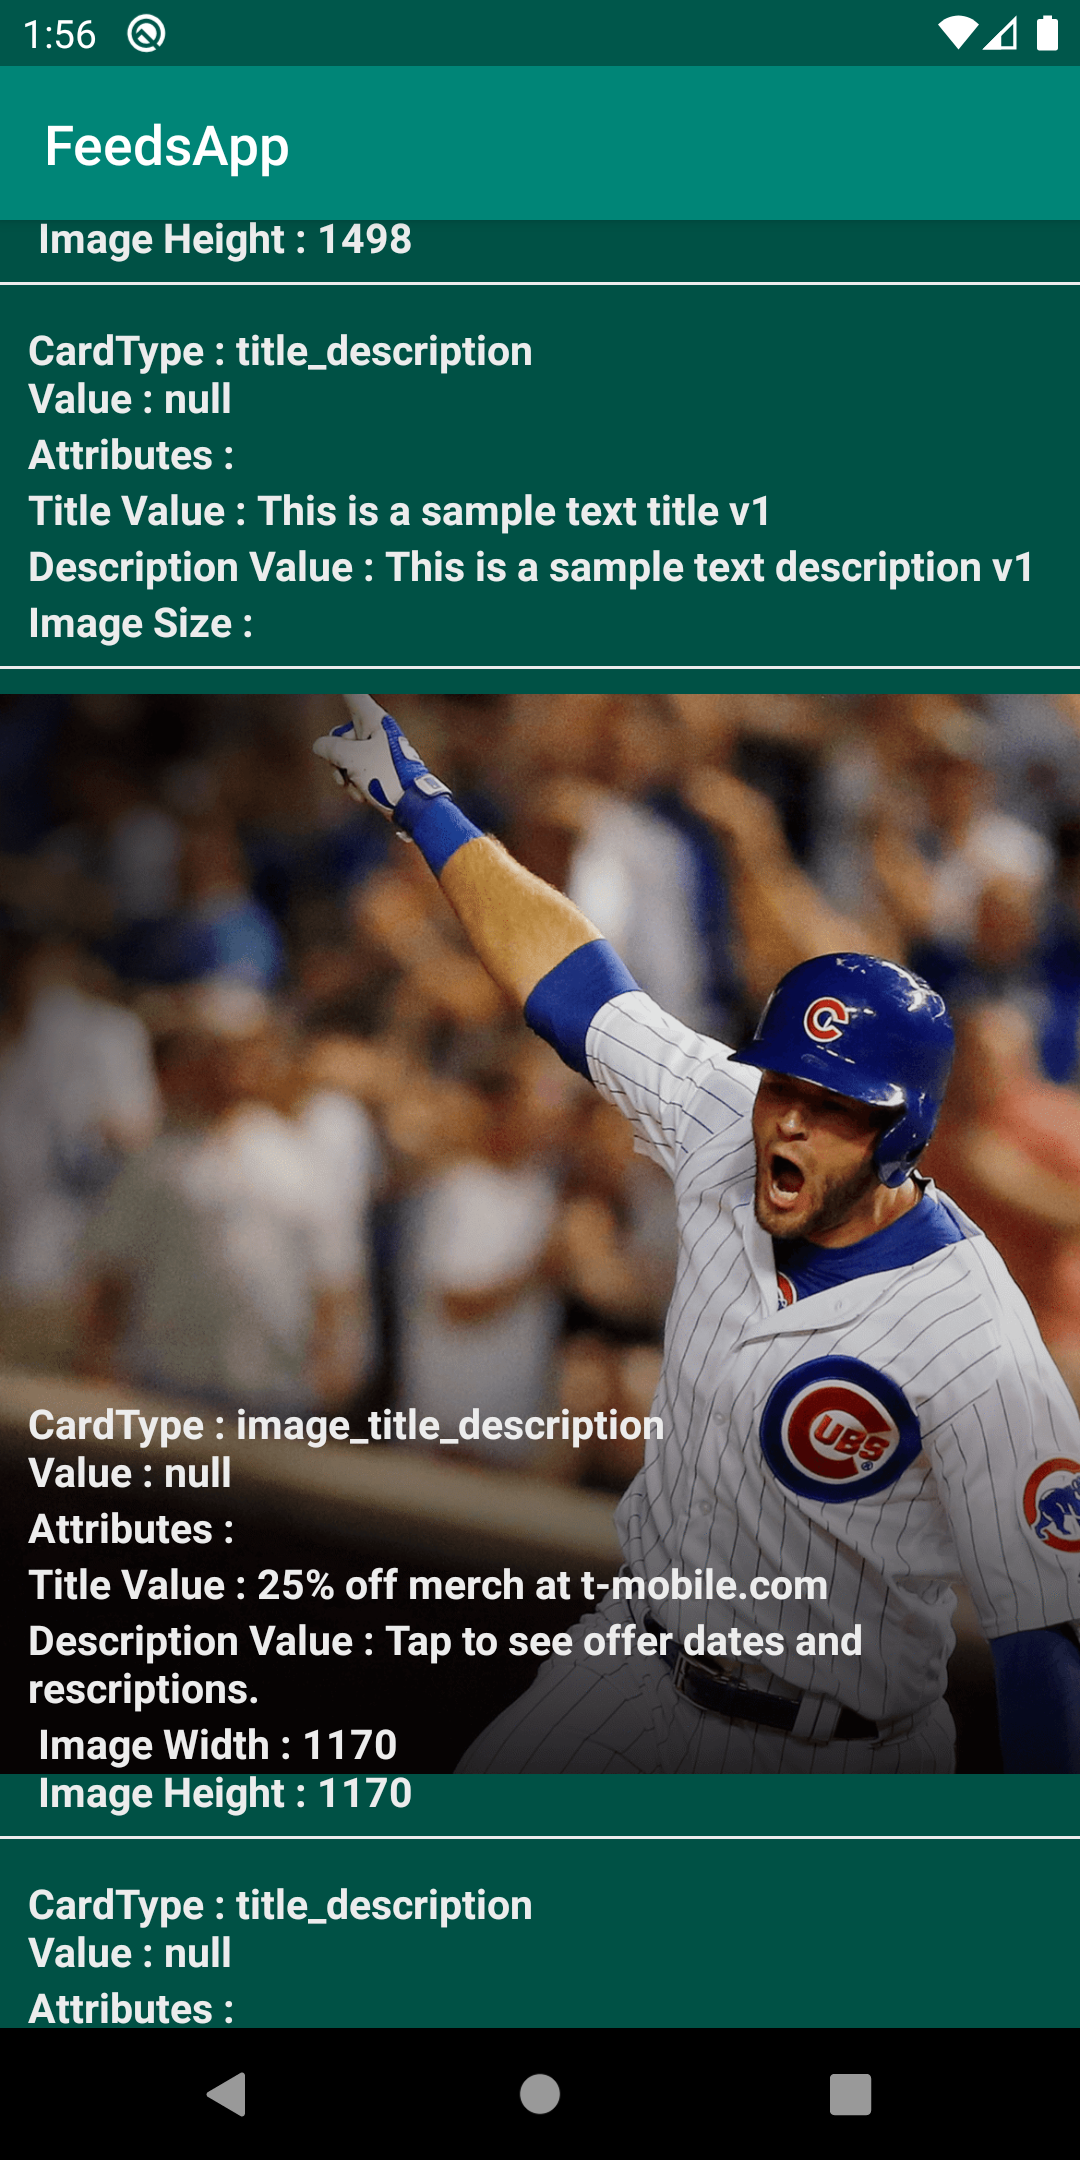 1:56
FeedsApp
Image Height : 1498
CardType : title_description
Value : null
Attributes :
Title Value : This is a sample text title v1
Description Value : This is a sample text description v1
Image Size :
C
UBS
®
CardType : image_title_description
Value : null
Attributes :
Title Value : 25% off merch at t-mobile.com
Description Value : Tap to see offer dates and
rescriptions.
Image Width : 1170
Image Height : 1170
CardType : title_description
Value : null
Attributes :